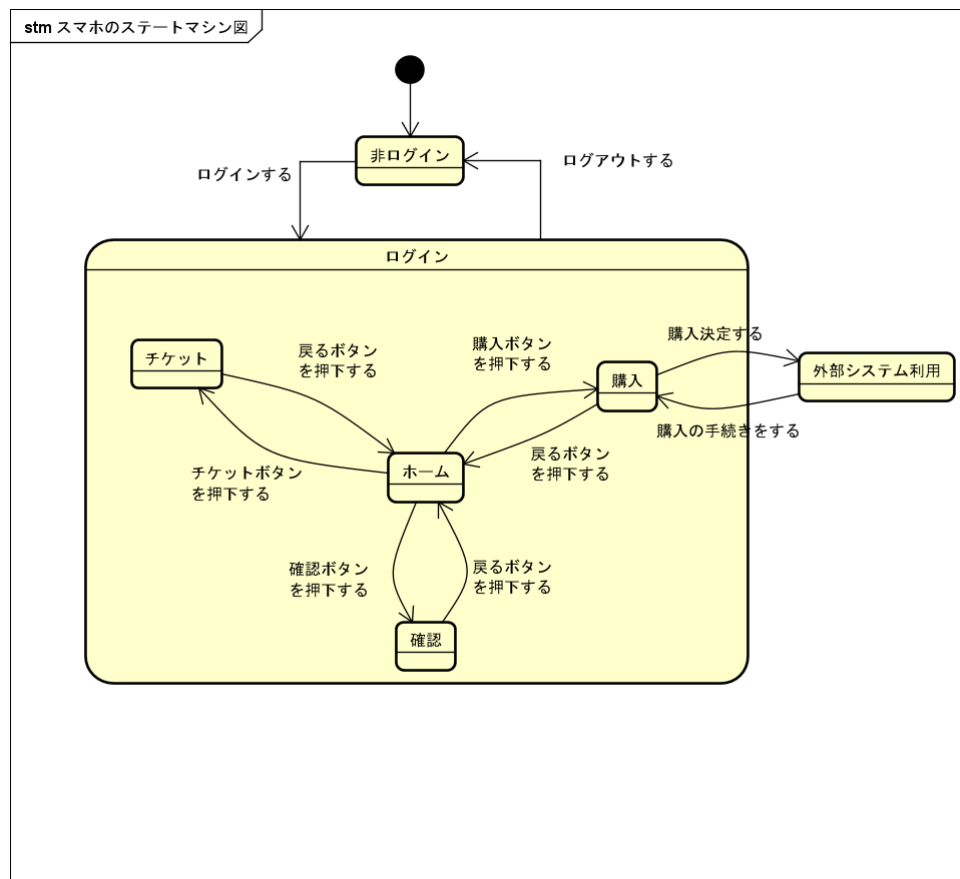 stm スマホのステートマシン図
非ログイン
ログインする
ログアウトする
ログイン
購入決定する
チケット
戻るボタン
を押下する
購入ボタン
を押下する
購入
外部システム利用
購入の手続きをする
チケットボタン
を押下する
ホーム
戻るボタン
を押下する
確認ボタン
を押下する
戻るボタン
を押下する
確認